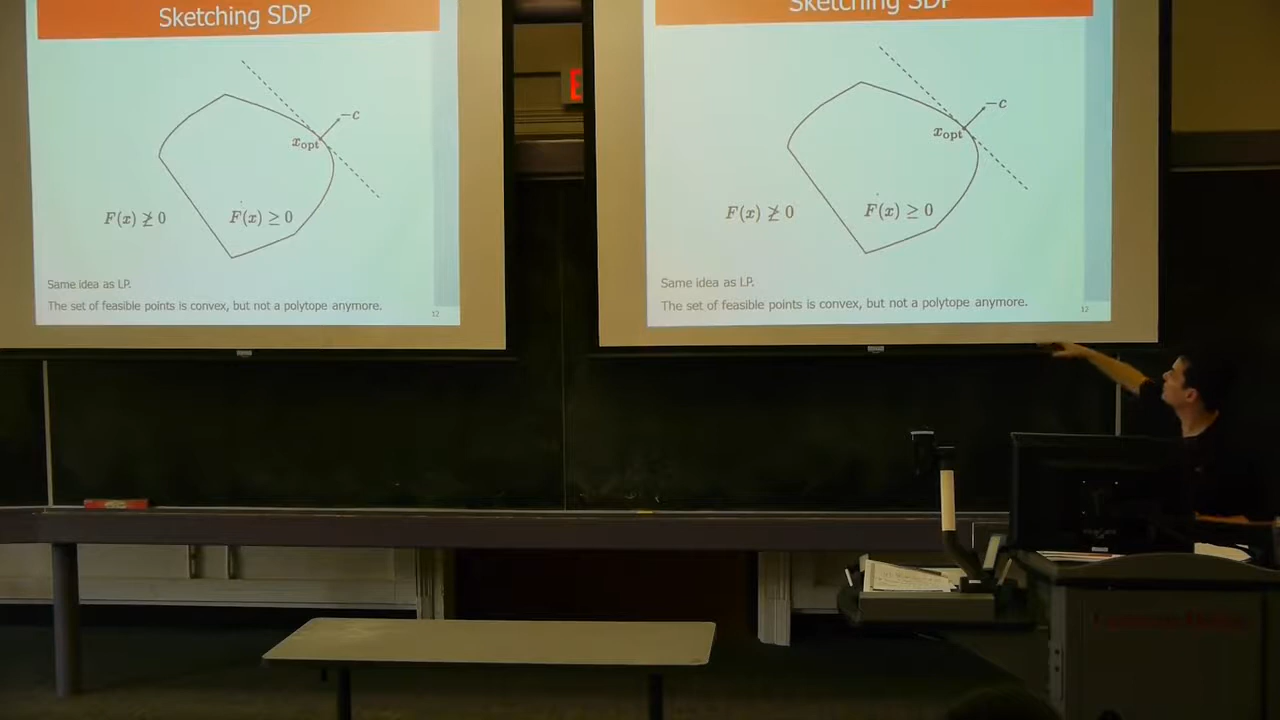 Sketching SDP
−c
x_opt
F(x) ≱ 0
F(x) ≥ 0
Same idea as LP.
The set of feasible points is convex, but not a polytope anymore.
12
Sketching SDP
−c
x_opt
F(x) ≱ 0
F(x) ≥ 0
Same idea as LP.
The set of feasible points is convex, but not a polytope anymore.
12
E